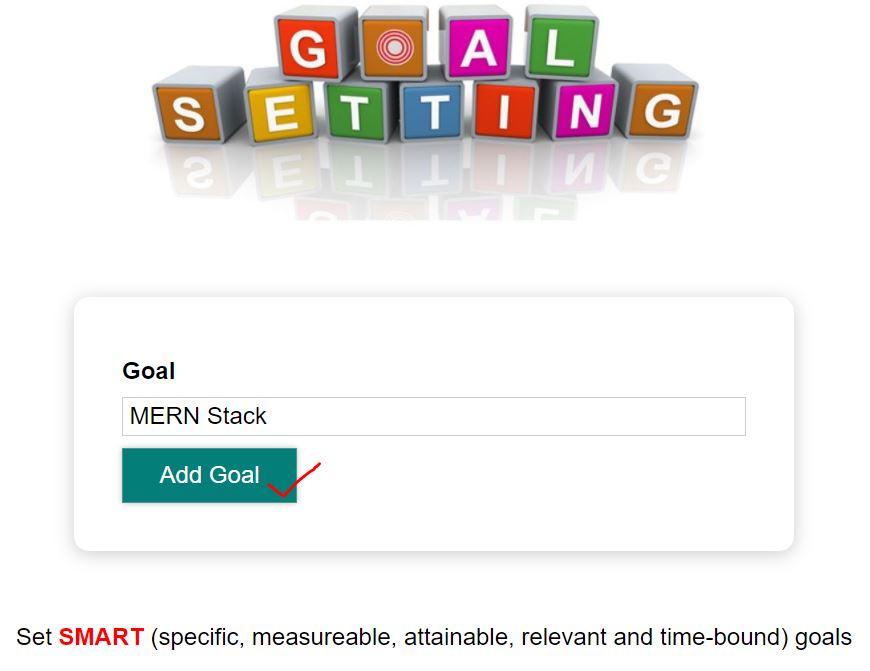 GOAL
SETTING
Goal
MERN Stack
Add Goal
Set SMART (specific, measureable, attainable, relevant and time-bound) goals